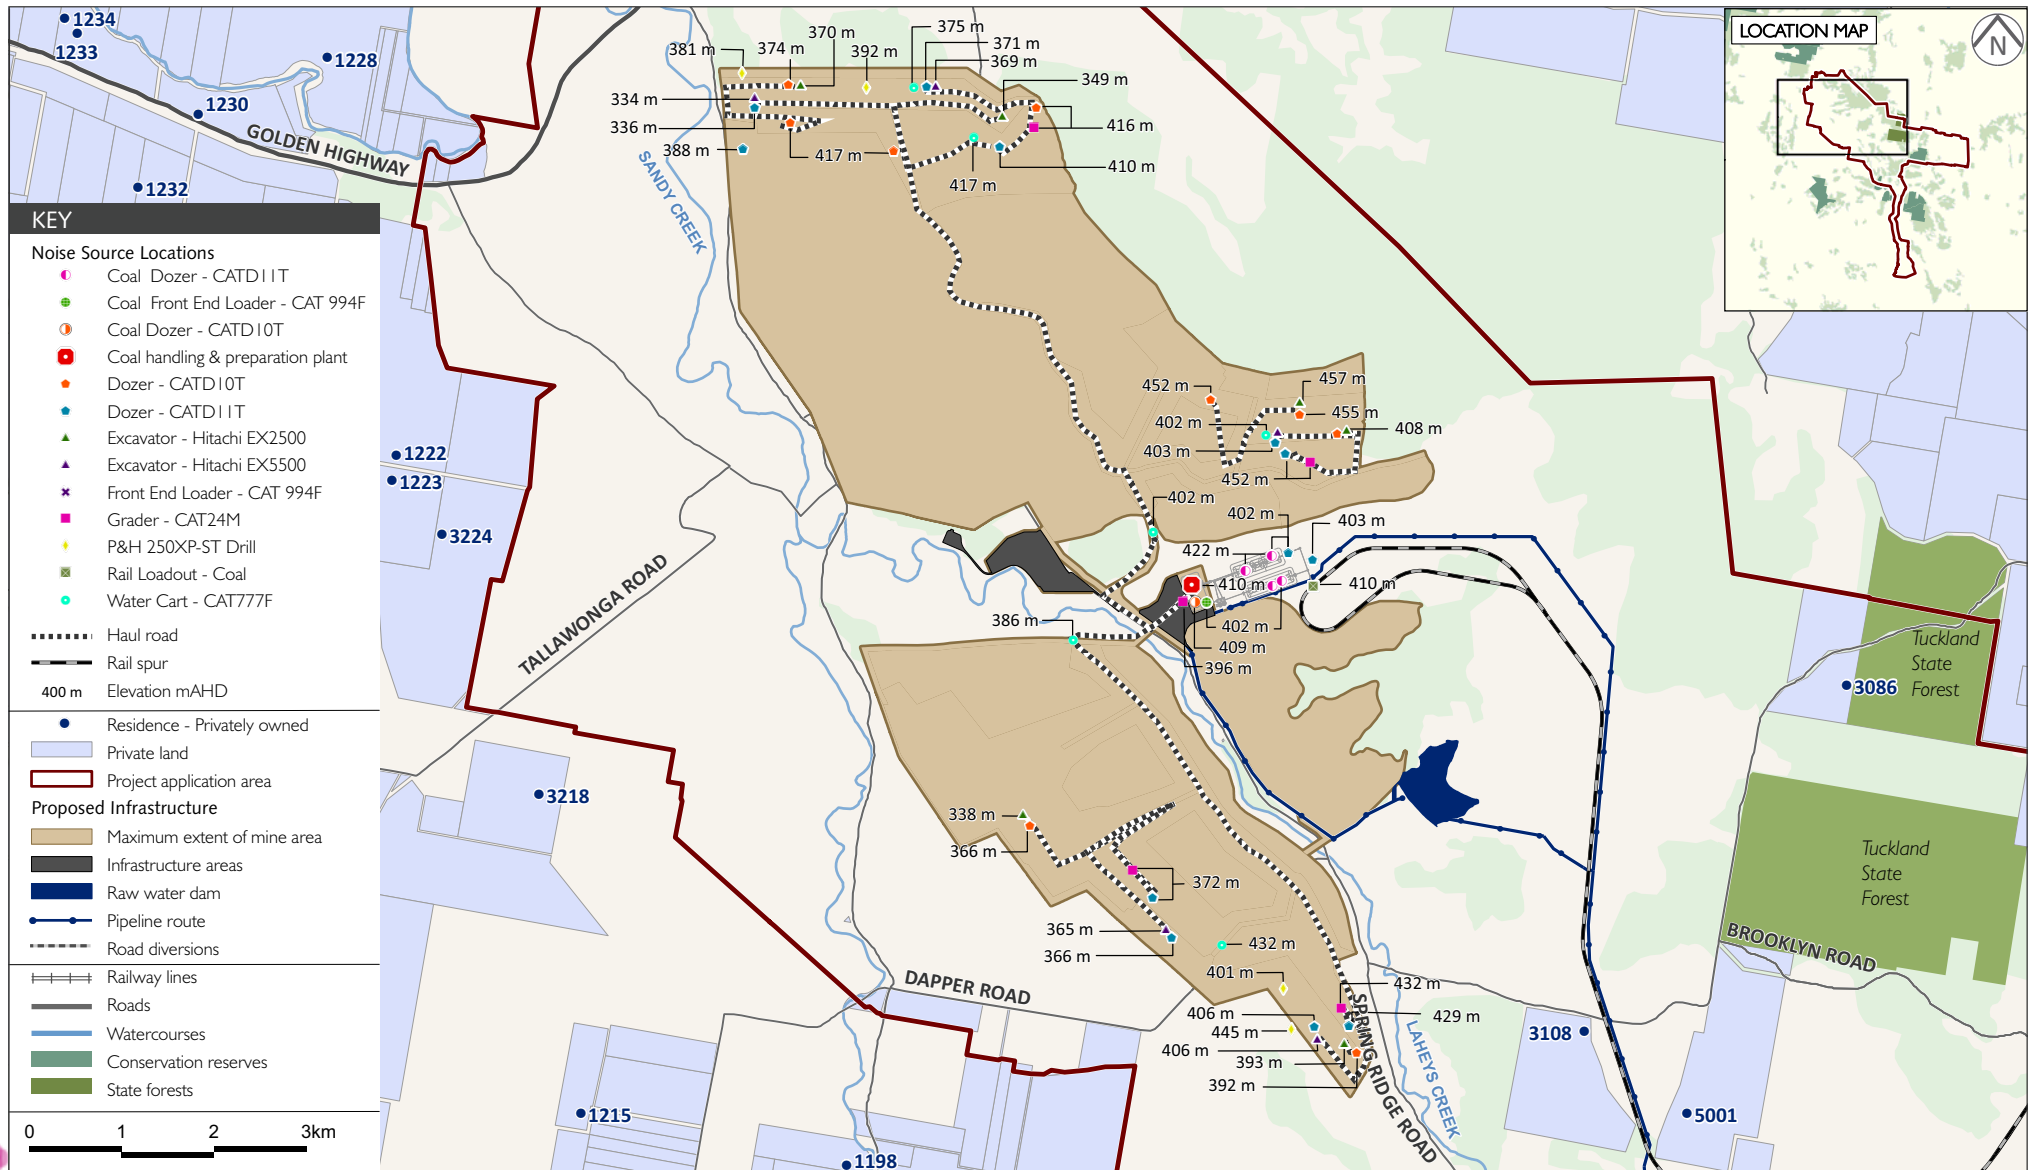 1234
1233
1228
1230
1232
GOLDEN HIGHWAY
KEY
Noise Source Locations
Coal Dozer - CATD11T
Coal Front End Loader - CAT 994F
Coal Dozer - CATD10T
Coal handling & preparation plant
Dozer - CATD10T
Dozer - CATD11T
Excavator - Hitachi EX2500
Excavator - Hitachi EX5500
Front End Loader - CAT 994F
Grader - CAT24M
P&H 250XP-ST Drill
Rail Loadout - Coal
Water Cart - CAT777F
Haul road
Rail spur
400 m Elevation mAHD
Residence - Privately owned
Private land
Project application area
Proposed Infrastructure
Maximum extent of mine area
Infrastructure areas
Raw water dam
Pipeline route
Road diversions
Railway lines
Roads
Watercourses
Conservation reserves
State forests
0 1 2 3km
381 m
374 m
370 m
392 m
375 m
371 m
369 m
349 m
334 m
336 m
388 m
417 m
417 m
416 m
410 m
SANDY CREEK
LOCATION MAP
N
452 m
457 m
455 m
402 m
408 m
403 m
452 m
402 m
402 m
403 m
422 m
410 m
410 m
402 m
409 m
396 m
386 m
1222
1223
3224
TALLAWONGA ROAD
3218
Tuckland
State
Forest
3086
Tuckland
State
Forest
338 m
366 m
372 m
365 m
366 m
432 m
401 m
432 m
406 m
429 m
445 m
406 m
393 m
392 m
DAPPER ROAD
BROOKLYN ROAD
SPRING RIDGE ROAD
LAHEYS CREEK
3108
5001
1215
1198